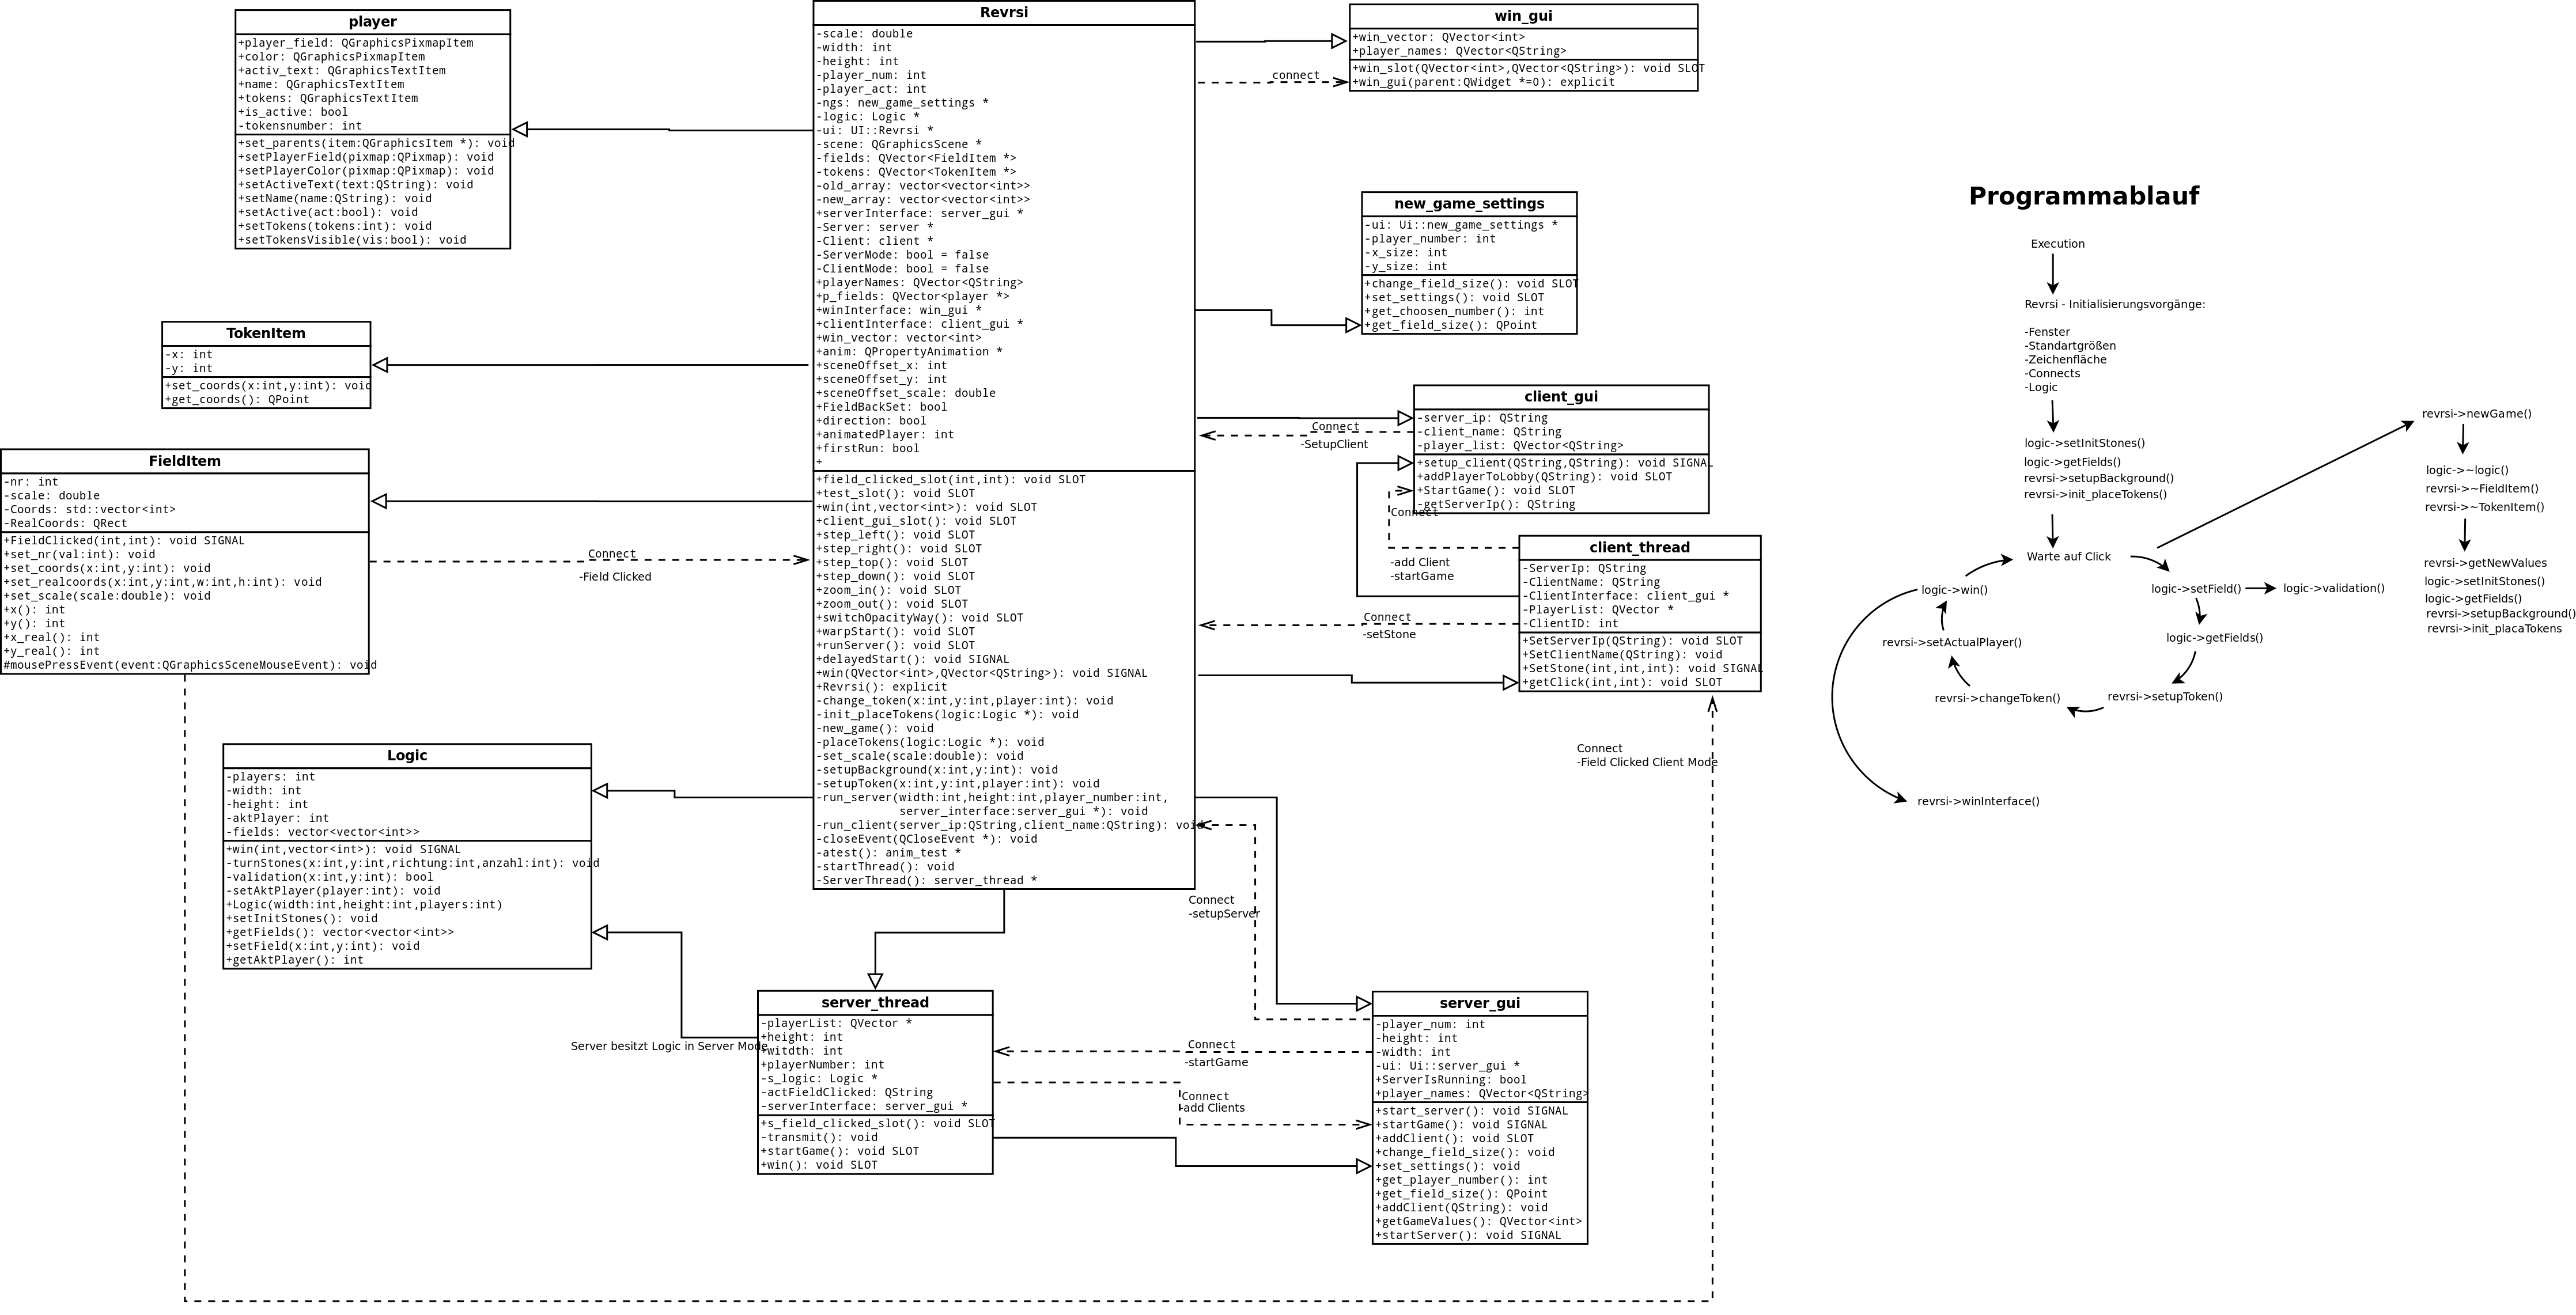 player
+player_field: QGraphicsPixmapItem
+color: QGraphicsPixmapItem
+activ_text: QGraphicsTextItem
+name: QGraphicsTextItem
+tokens: QGraphicsTextItem
+is_active: bool
-tokensnumber: int
+set_parents(item:QGraphicsItem *): void
+setPlayerField(pixmap:QPixmap): void
+setPlayerColor(pixmap:QPixmap): void
+setActiveText(text:QString): void
+setName(name:QString): void
+setActive(act:bool): void
+setTokens(tokens:int): void
+setTokensVisible(vis:bool): void
TokenItem
-x: int
-y: int
+set_coords(x:int,y:int): void
+get_coords(): QPoint
FieldItem
-nr: int
-scale: double
-Coords: std::vector<int>
-RealCoords: QRect
+FieldClicked(int,int): void SIGNAL
+set_nr(val:int): void
+set_coords(x:int,y:int): void
+set_realcoords(x:int,y:int,w:int,h:int): void
+set_scale(scale:double): void
+x(): int
+y(): int
+x_real(): int
+y_real(): int
#mousePressEvent(event:QGraphicsSceneMouseEvent): void
Connect
-Field Clicked
Logic
-players: int
-width: int
-height: int
-aktPlayer: int
-fields: vector<vector<int>>
+win(int,vector<int>): void SIGNAL
-turnStones(x:int,y:int,richtung:int,anzahl:int): void
-validation(x:int,y:int): bool
-setAktPlayer(player:int): void
+Logic(width:int,height:int,players:int)
+setInitStones(): void
+getFields(): vector<vector<int>>
+setField(x:int,y:int): void
+getAktPlayer(): int
Revrsi
-scale: double
-width: int
-height: int
-player_num: int
-player_act: int
-ngs: new_game_settings *
-logic: Logic *
-ui: UI::Revrsi *
-scene: QGraphicsScene *
-fields: QVector<FieldItem *>
-tokens: QVector<TokenItem *>
-old_array: vector<vector<int>>
-new_array: vector<vector<int>>
+serverInterface: server_gui *
-Server: server *
-Client: client *
-ServerMode: bool = false
-ClientMode: bool = false
+playerNames: QVector<QString>
+p_fields: QVector<player *>
+winInterface: win_gui *
+clientInterface: client_gui *
+win_vector: vector<int>
+anim: QPropertyAnimation *
+sceneOffset_x: int
+sceneOffset_y: int
+sceneOffset_scale: double
+FieldBackSet: bool
+direction: bool
+animatedPlayer: int
+firstRun: bool
+
+field_clicked_slot(int,int): void SLOT
+test_slot(): void SLOT
+win(int,vector<int>): void SLOT
+client_gui_slot(): void SLOT
+step_left(): void SLOT
+step_right(): void SLOT
+step_top(): void SLOT
+step_down(): void SLOT
+zoom_in(): void SLOT
+zoom_out(): void SLOT
+switchOpacityWay(): void SLOT
+warpStart(): void SLOT
+runServer(): void SLOT
+delayedStart(): void SIGNAL
+win(QVector<int>,QVector<QString>): void SIGNAL
+Revrsi(): explicit
-change_token(x:int,y:int,player:int): void
-init_placeTokens(logic:Logic *): void
-new_game(): void
-placeTokens(logic:Logic *): void
-set_scale(scale:double): void
-setupBackground(x:int,y:int): void
-setupToken(x:int,y:int,player:int): void
-run_server(width:int,height:int,player_number:int,
server_interface:server_gui *): void
-run_client(server_ip:QString,client_name:QString): void
-closeEvent(QCloseEvent *): void
-atest(): anim_test *
-startThread(): void
-ServerThread(): server_thread *
win_gui
+win_vector: QVector<int>
+player_names: QVector<QString>
+win_slot(QVector<int>,QVector<QString>): void SLOT
+win_gui(parent:QWidget *=0): explicit
connect
new_game_settings
-ui: Ui::new_game_settings *
-player_number: int
-x_size: int
-y_size: int
+change_field_size(): void SLOT
+set_settings(): void SLOT
+get_choosen_number(): int
+get_field_size(): QPoint
client_gui
-server_ip: QString
-client_name: QString
-player_list: QVector<QString>
+setup_client(QString,QString): void SIGNAL
+addPlayerToLobby(QString): void SLOT
+StartGame(): void SLOT
-getServerIp(): QString
Connect
-SetupClient
Connect
-add Client
-startGame
client_thread
-ServerIp: QString
-ClientName: QString
-ClientInterface: client_gui *
-PlayerList: QVector *
-ClientID: int
+SetServerIp(QString): void SLOT
+SetClientName(QString): void
+SetStone(int,int,int): void SIGNAL
+getClick(int,int): void SLOT
Connect
-setStone
Connect
-Field Clicked Client Mode
Connect
-setupServer
server_thread
-playerList: QVector *
+height: int
+witdth: int
+playerNumber: int
-s_logic: Logic *
-actFieldClicked: QString
-serverInterface: server_gui *
+s_field_clicked_slot(): void SLOT
-transmit(): void
+startGame(): void SLOT
+win(): void SLOT
Server besitzt Logic in Server Mode
Connect
-startGame
Connect
-add Clients
server_gui
-player_num: int
-height: int
-width: int
-ui: Ui::server_gui *
+ServerIsRunning: bool
+player_names: QVector<QString>
+start_server(): void SIGNAL
+startGame(): void SIGNAL
+addClient(): void SLOT
+change_field_size(): void
+set_settings(): void
+get_player_number(): int
+get_field_size(): QPoint
+addClient(QString): void
+getGameValues(): QVector<int>
+startServer(): void SIGNAL
Programmablauf
Execution
Revrsi - Initialisierungsvorgänge:
-Fenster
-Standartgrößen
-Zeichenfläche
-Connects
-Logic
logic->setInitStones()
logic->getFields()
revrsi->setupBackground()
revrsi->init_placeTokens()
Warte auf Click
logic->setField()
logic->validation()
logic->getFields()
revrsi->setupToken()
revrsi->changeToken()
revrsi->setActualPlayer()
logic->win()
revrsi->winInterface()
revrsi->newGame()
logic->~logic()
revrsi->~FieldItem()
revrsi->~TokenItem()
revrsi->getNewValues
logic->setInitStones()
logic->getFields()
revrsi->setupBackground()
revrsi->init_placaTokens